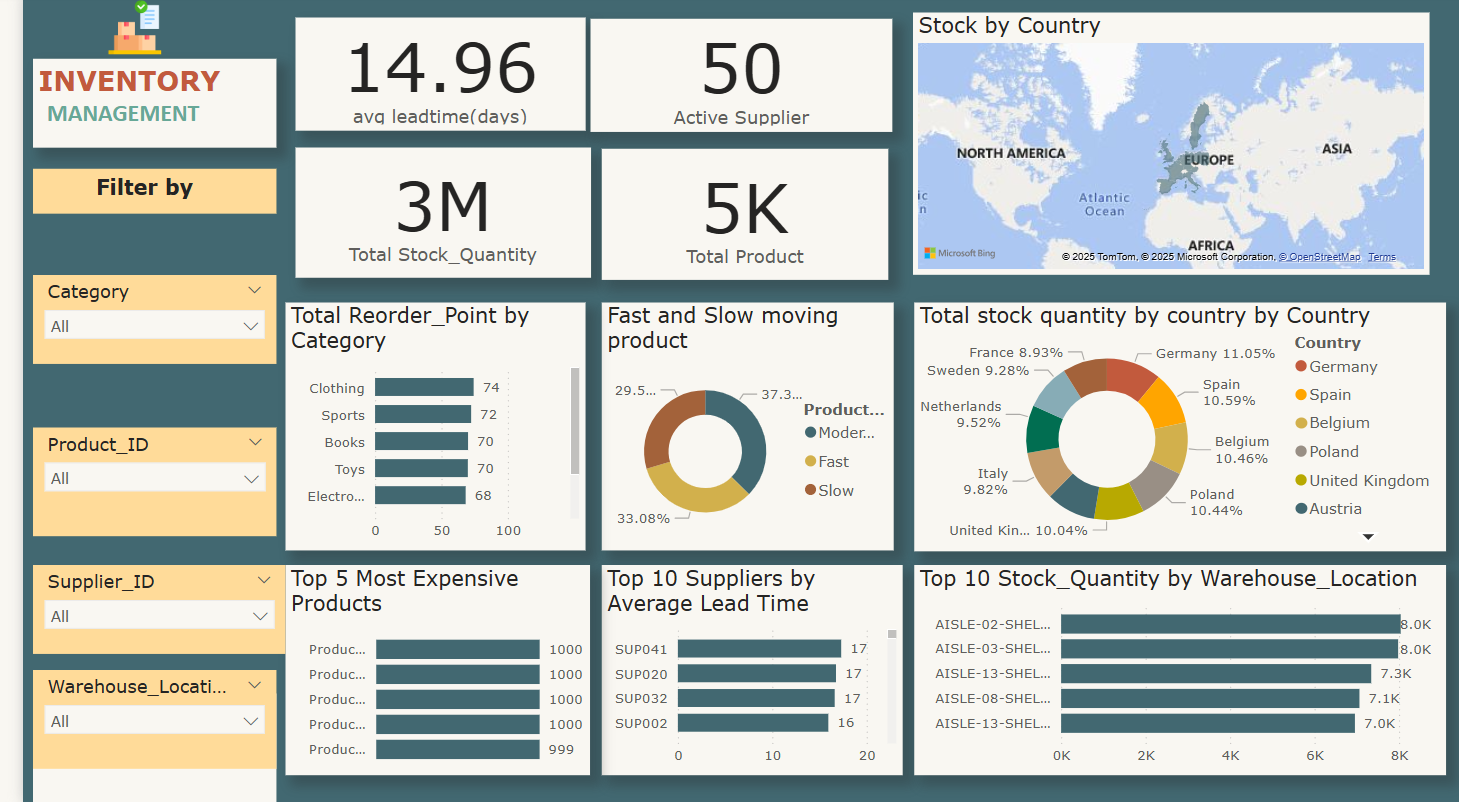 INVENTORY
MANAGEMENT
Filter by
Category
All
Product_ID
All
Supplier_ID
All
Warehouse_Locati...
All
14.96
avg leadtime(days)
50
Active Supplier
3M
Total Stock_Quantity
5K
Total Product
Stock by Country
NORTH AMERICA
EUROPE
ASIA
Atlantic
Ocean
ic
n
AFRICA
Microsoft Bing
© 2025 TomTom, © 2025 Microsoft Corporation, © OpenStreetMap Terms
Total Reorder_Point by
Category
Clothing 74
Sports 72
Books 70
Toys 70
Electro... 68
0 50 100
Fast and Slow moving
product
29.5...
37.3...
33.08%
Product...
Moder...
Fast
Slow
Total stock quantity by country by Country
France 8.93%
Germany 11.05%
Sweden 9.28%
Spain
10.59%
Netherlands
9.52%
Belgium
10.46%
Italy
9.82%
Poland
10.44%
United Kin... 10.04%
Country
Germany
Spain
Belgium
Poland
United Kingdom
Austria
Top 5 Most Expensive
Products
Produc... 1000
Produc... 1000
Produc... 1000
Produc... 1000
Produc... 999
Top 10 Suppliers by
Average Lead Time
SUP041 17
SUP020 17
SUP032 17
SUP002 16
0 10 20
Top 10 Stock_Quantity by Warehouse_Location
AISLE-02-SHEL... 8.0K
AISLE-03-SHEL... 8.0K
AISLE-13-SHEL... 7.3K
AISLE-08-SHEL... 7.1K
AISLE-13-SHEL... 7.0K
0K 2K 4K 6K 8K